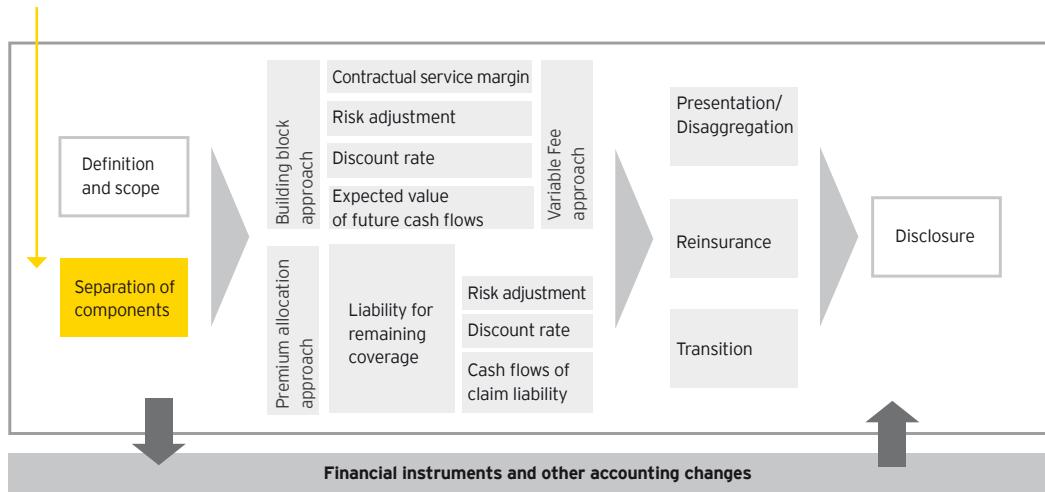 Definition
and scope
Separation of
components
Building block
approach
Contractual service margin
Risk adjustment
Discount rate
Expected value
of future cash flows
Variable Fee
approach
Premium allocation
approach
Liability for
remaining
coverage
Risk adjustment
Discount rate
Cash flows of
claim liability
Presentation/
Disaggregation
Reinsurance
Transition
Disclosure
Financial instruments and other accounting changes